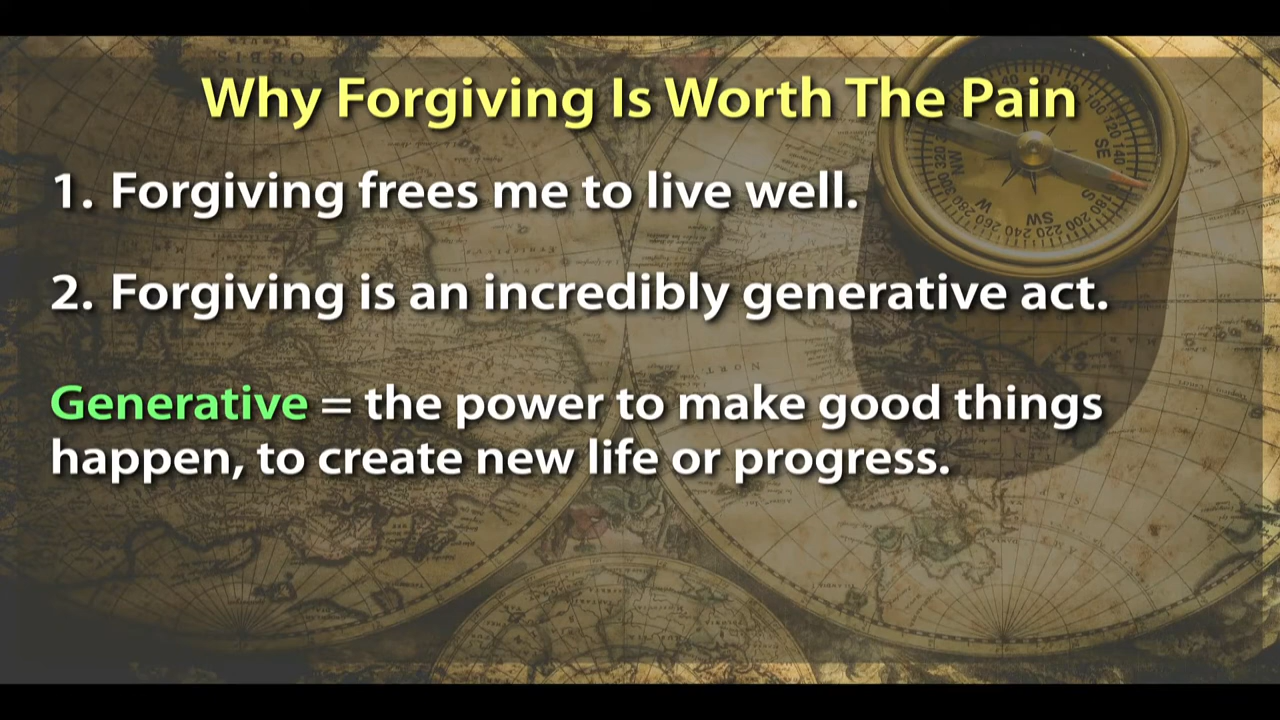 Why Forgiving Is Worth The Pain
1. Forgiving frees me to live well.
2. Forgiving is an incredibly generative act.
Generative = the power to make good things
happen, to create new life or progress.